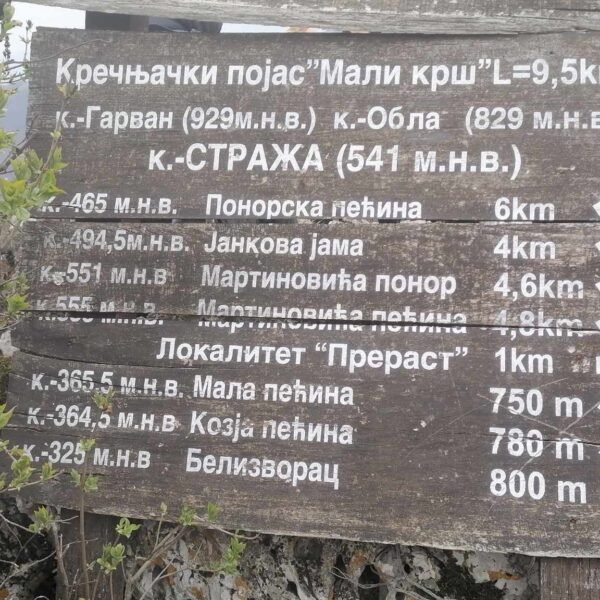 Кречњачки појас"Мали крш"L=9,5km
к.-Гарван (929м.н.в.) к.-Обла (829 м.н.в
к.-СТРАЖА (541 м.н.в.)
к.-465 м.н.в. Понорска пећина 6km
к.-494,5м.н.в. Јанкова јама 4km
к.-551 м.н.в Мартиновића понор 4,6km
к.-555 м.н.в. Мартиновића пећина 4,8km
Локалитет "Прераст" 1km
к.-365.5 м.н.в. Мала пећина 750 m
к.-364,5 м.н.в Козја пећина 780 m
к.-325 м.н.в Белизворац 800 m